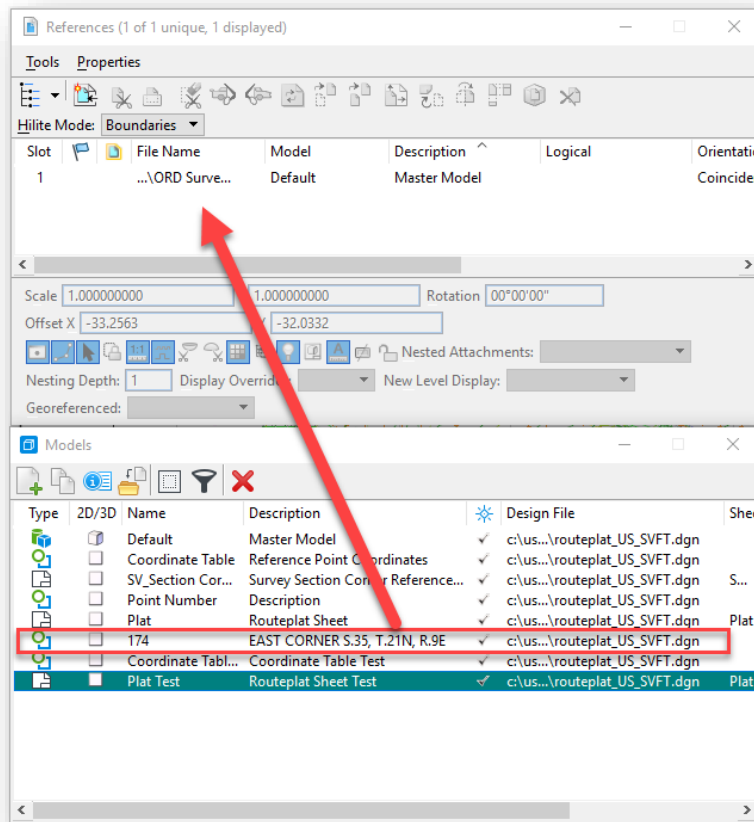 References (1 of 1 unique, 1 displayed)
Tools Properties
Hilite Mode: Boundaries
Slot File Name Model Description Logical Orientati
1 ...\ORD Surve... Default Master Model Coincide
Scale 1.000000000 1.000000000 Rotation 00°00'00"
Offset X -33.2563 Y -32.0332
1:1 A Nested Attachments:
Nesting Depth: 1 Display Overrides: New Level Display:
Georeferenced:
Models
Type 2D/3D Name Description Design File Shee
Default Master Model c:\us...\routeplat_US_SVFT.dgn
Coordinate Table Reference Point Coordinates c:\us...\routeplat_US_SVFT.dgn
SV_Section Cor... Survey Section Corner Reference... c:\us...\routeplat_US_SVFT.dgn S...
Point Number Description c:\us...\routeplat_US_SVFT.dgn
Plat Routeplat Sheet c:\us...\routeplat_US_SVFT.dgn Plat
174 EAST CORNER S.35, T.21N, R.9E c:\us...\routeplat_US_SVFT.dgn
Coordinate Tabl... Coordinate Table Test c:\us...\routeplat_US_SVFT.dgn
Plat Test Routeplat Sheet Test c:\us...\routeplat_US_SVFT.dgn Plat